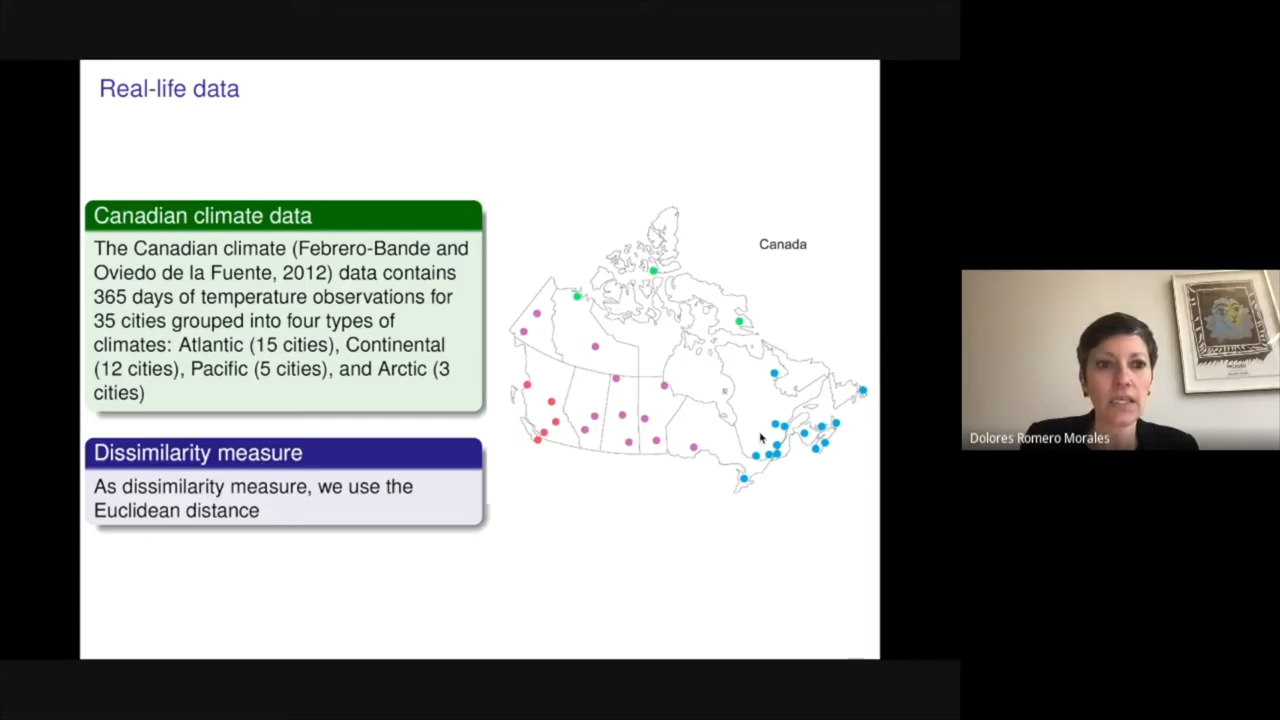 Real-life data
Canadian climate data
The Canadian climate (Febrero-Bande and
Oviedo de la Fuente, 2012) data contains
365 days of temperature observations for
35 cities grouped into four types of
climates: Atlantic (15 cities), Continental
(12 cities), Pacific (5 cities), and Arctic (3
cities)
Dissimilarity measure
As dissimilarity measure, we use the
Euclidean distance
Canada
Dolores Romero Morales